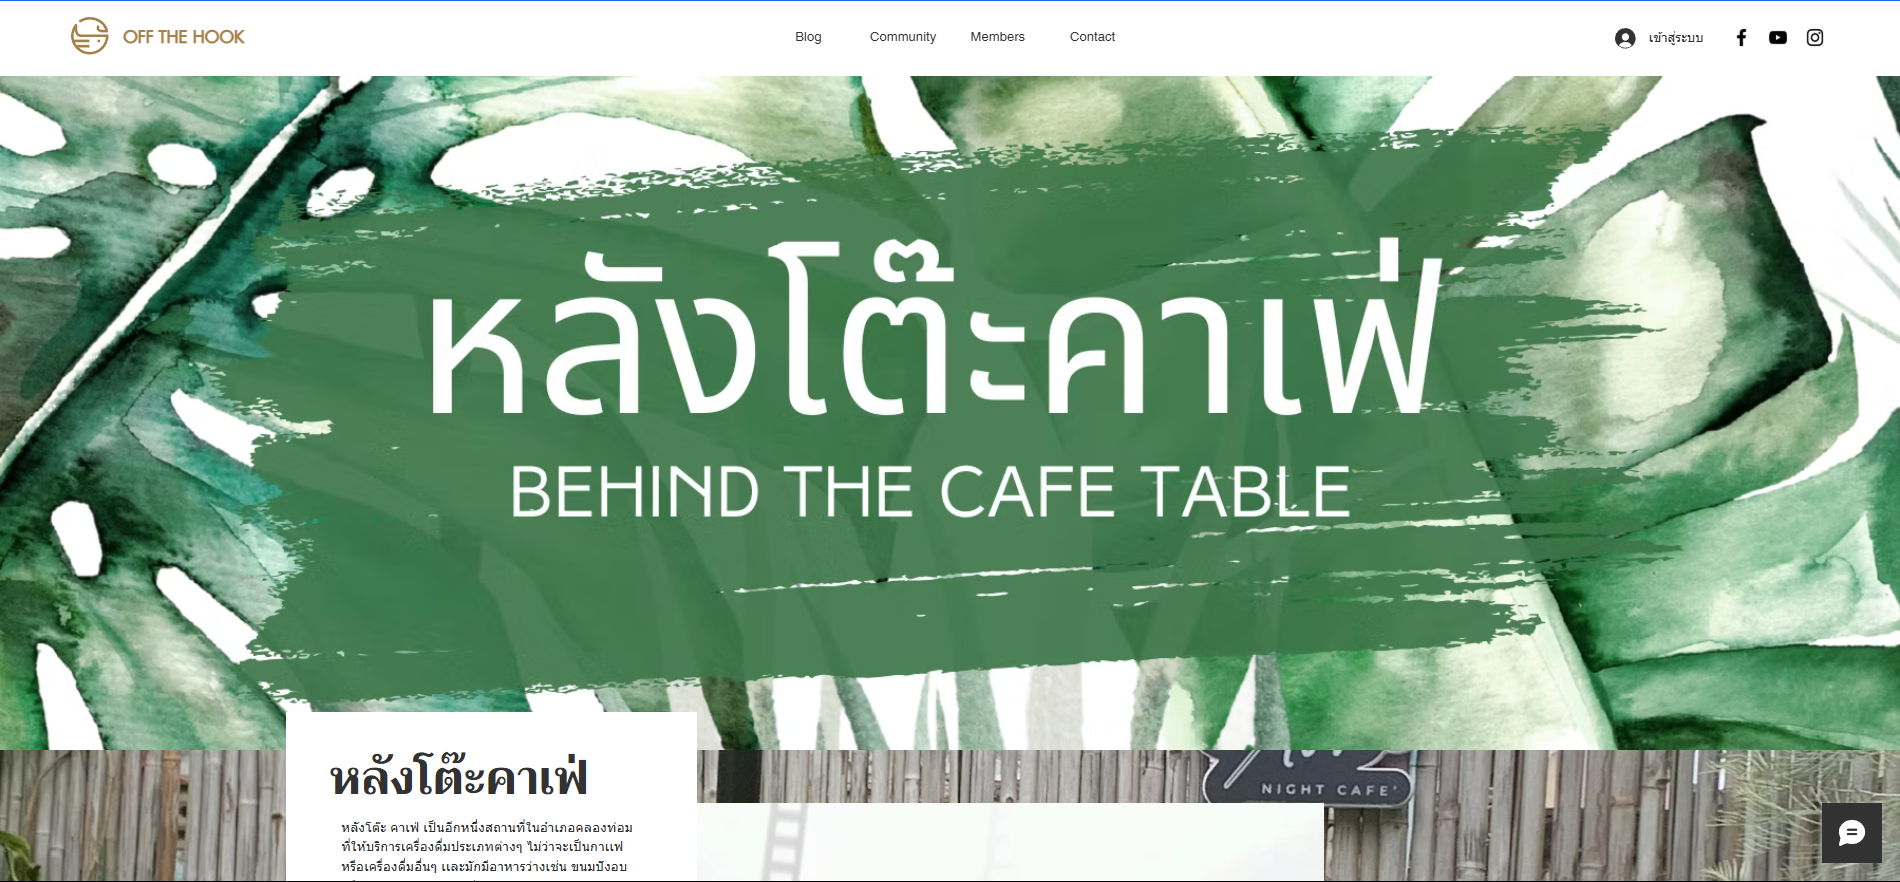 OFF THE HOOK
Blog Community Members Contact
เข้าสู่ระบบ
หลังโต๊ะคาเฟ่
BEHIND THE CAFE TABLE
NIGHT CAFE'
หลังโต๊ะคาเฟ่
หลังโต๊ะ คาเฟ่ เป็นอีกหนึ่งสถานที่ในอำเภอคลองท่อม
ที่ให้บริการเครื่องดื่มประเภทต่างๆ ไม่ว่าจะเป็นกาแฟ
หรือเครื่องดื่มอื่นๆ และมักมีอาหารว่างเช่น ขนมปังอบ